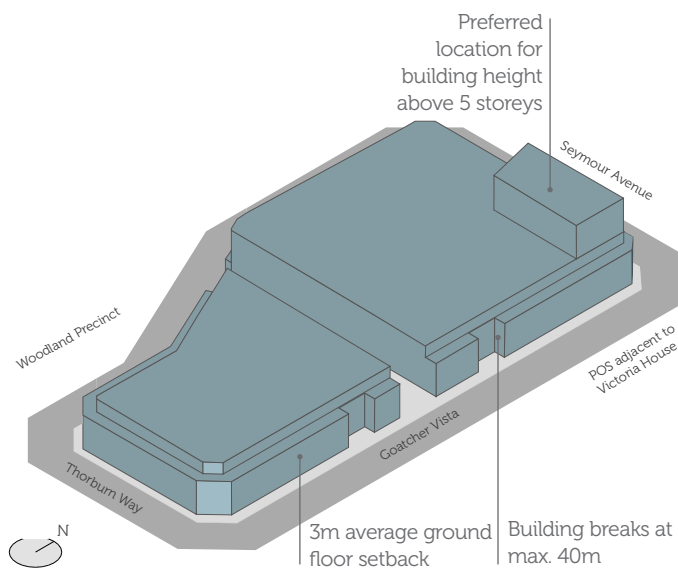 Preferred
location for
building height
above 5 storeys
Seymour Avenue
Woodland Precinct
POS adjacent to
Victoria House
Goatcher Vista
Thorburn Way
N
3m average ground
floor setback
Building breaks at
max. 40m